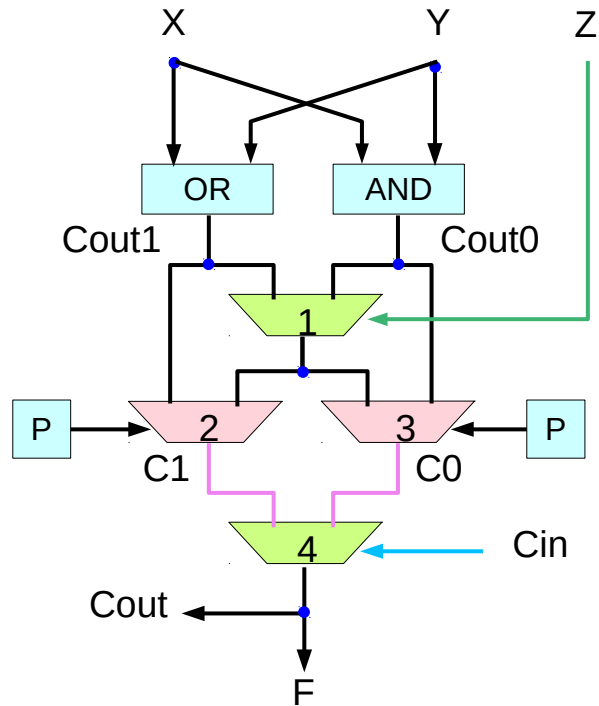 X Y Z
OR AND
Cout1 Cout0
1
P 2 3 P
C1 C0
4 Cin
Cout
F